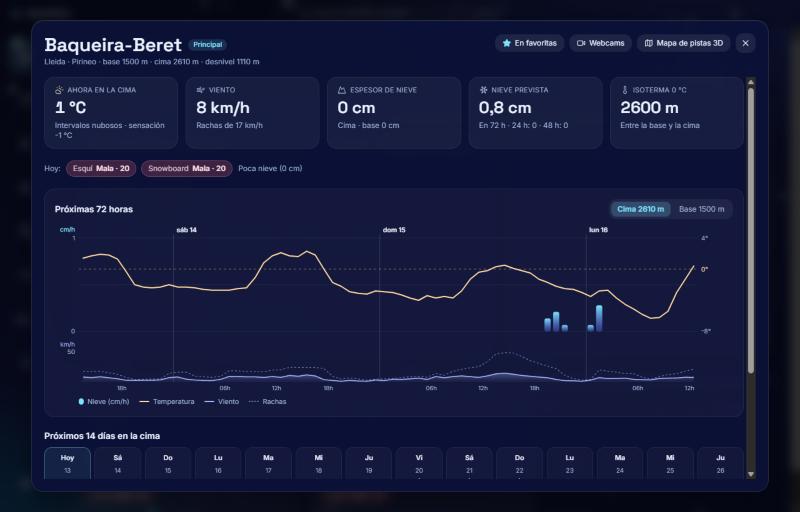 Baqueira-Beret Principal
Lleida · Pirineo · base 1500 m · cima 2610 m · desnivel 1110 m
En favoritas
Webcams
Mapa de pistas 3D
AHORA EN LA CIMA
1 °C
Intervalos nubosos · sensación
-1 °C
VIENTO
8 km/h
Rachas de 17 km/h
ESPESOR DE NIEVE
0 cm
Cima · base 0 cm
NIEVE PREVISTA
0,8 cm
En 72 h · 24 h: 0 · 48 h: 0
ISOTERMA 0 °C
2600 m
Entre la base y la cima
Hoy: Esquí Mala · 20 Snowboard Mala · 20 Poca nieve (0 cm)
Próximas 72 horas
Cima 2610 m Base 1500 m
cm/h sáb 14 dom 15 lun 16
1 4°
0°
0 -8°
km/h
50
18h 06h 12h 18h 06h 12h 18h 06h 12h
Nieve (cm/h) Temperatura Viento Rachas
Próximos 14 días en la cima
Hoy Sá Do Lu Ma Mi Ju Vi Sá Do Lu Ma Mi Ju
13 14 15 16 17 18 19 20 21 22 23 24 25 26